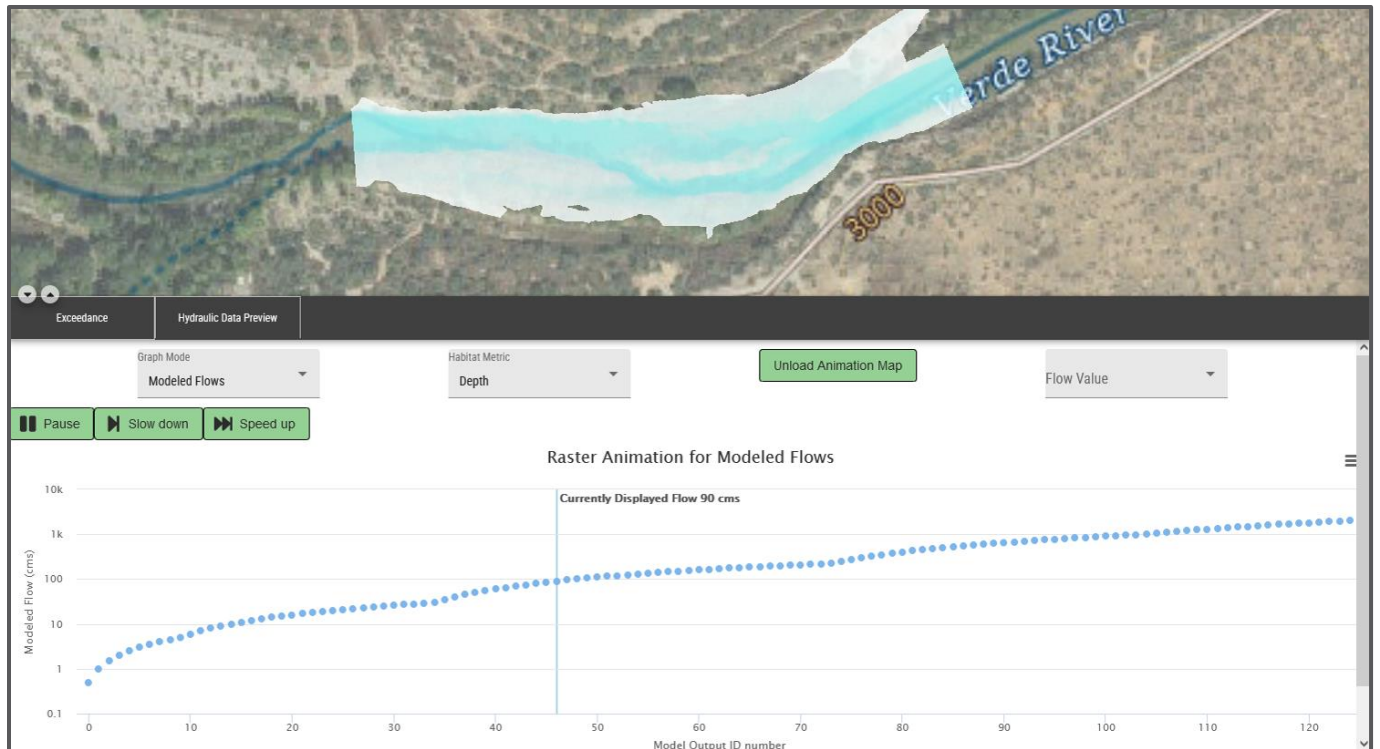 Verde River
3000
Exceedance
Hydraulic Data Preview
Graph Mode
Modeled Flows
Habitat Metric
Depth
Unload Animation Map
Flow Value
Pause
Slow down
Speed up
Raster Animation for Modeled Flows
Currently Displayed Flow 90 cms
Modeled Flow (cms)
10k
1k
100
10
1
0.1
0 10 20 30 40 50 60 70 80 90 100 110 120
Model Output ID number